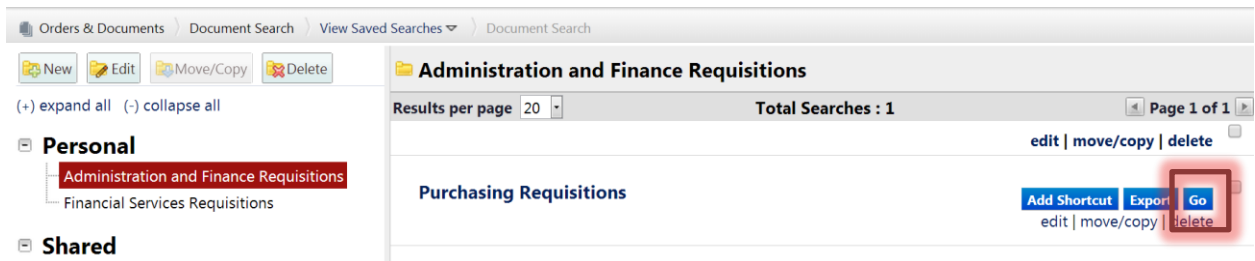 Orders & Documents Document Search View Saved Searches Document Search
New Edit Move/Copy Delete
(+) expand all (-) collapse all
Personal
Administration and Finance Requisitions
Financial Services Requisitions
Shared
Administration and Finance Requisitions
Results per page 20 Total Searches : 1 Page 1 of 1
edit | move/copy | delete
Purchasing Requisitions
Add Shortcut Export Go
edit | move/copy | delete